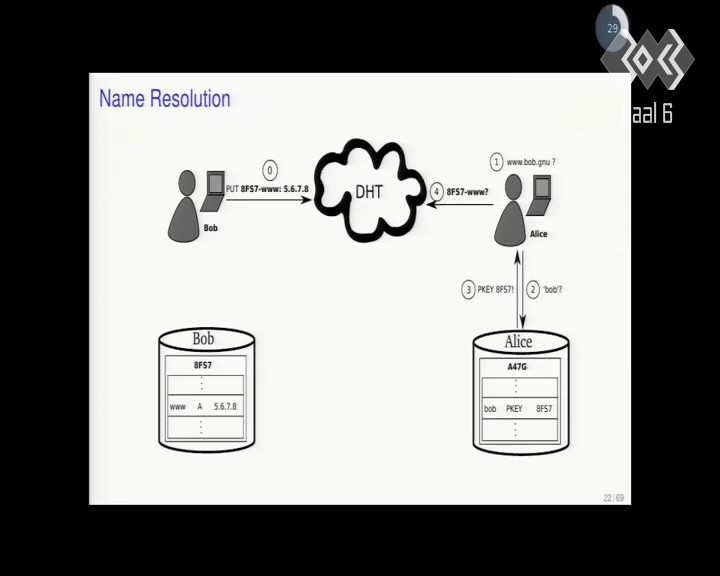 29
aal 6
Name Resolution
0
PUT 8FS7-www: 5.6.7.8
Bob
DHT
1 www.bob.gnu ?
4 8FS7-www?
Alice
3 PKEY 8FS7!
2 'bob'?
Bob
8FS7
www A 5.6.7.8
Alice
A47G
bob PKEY 8FS7
22/69